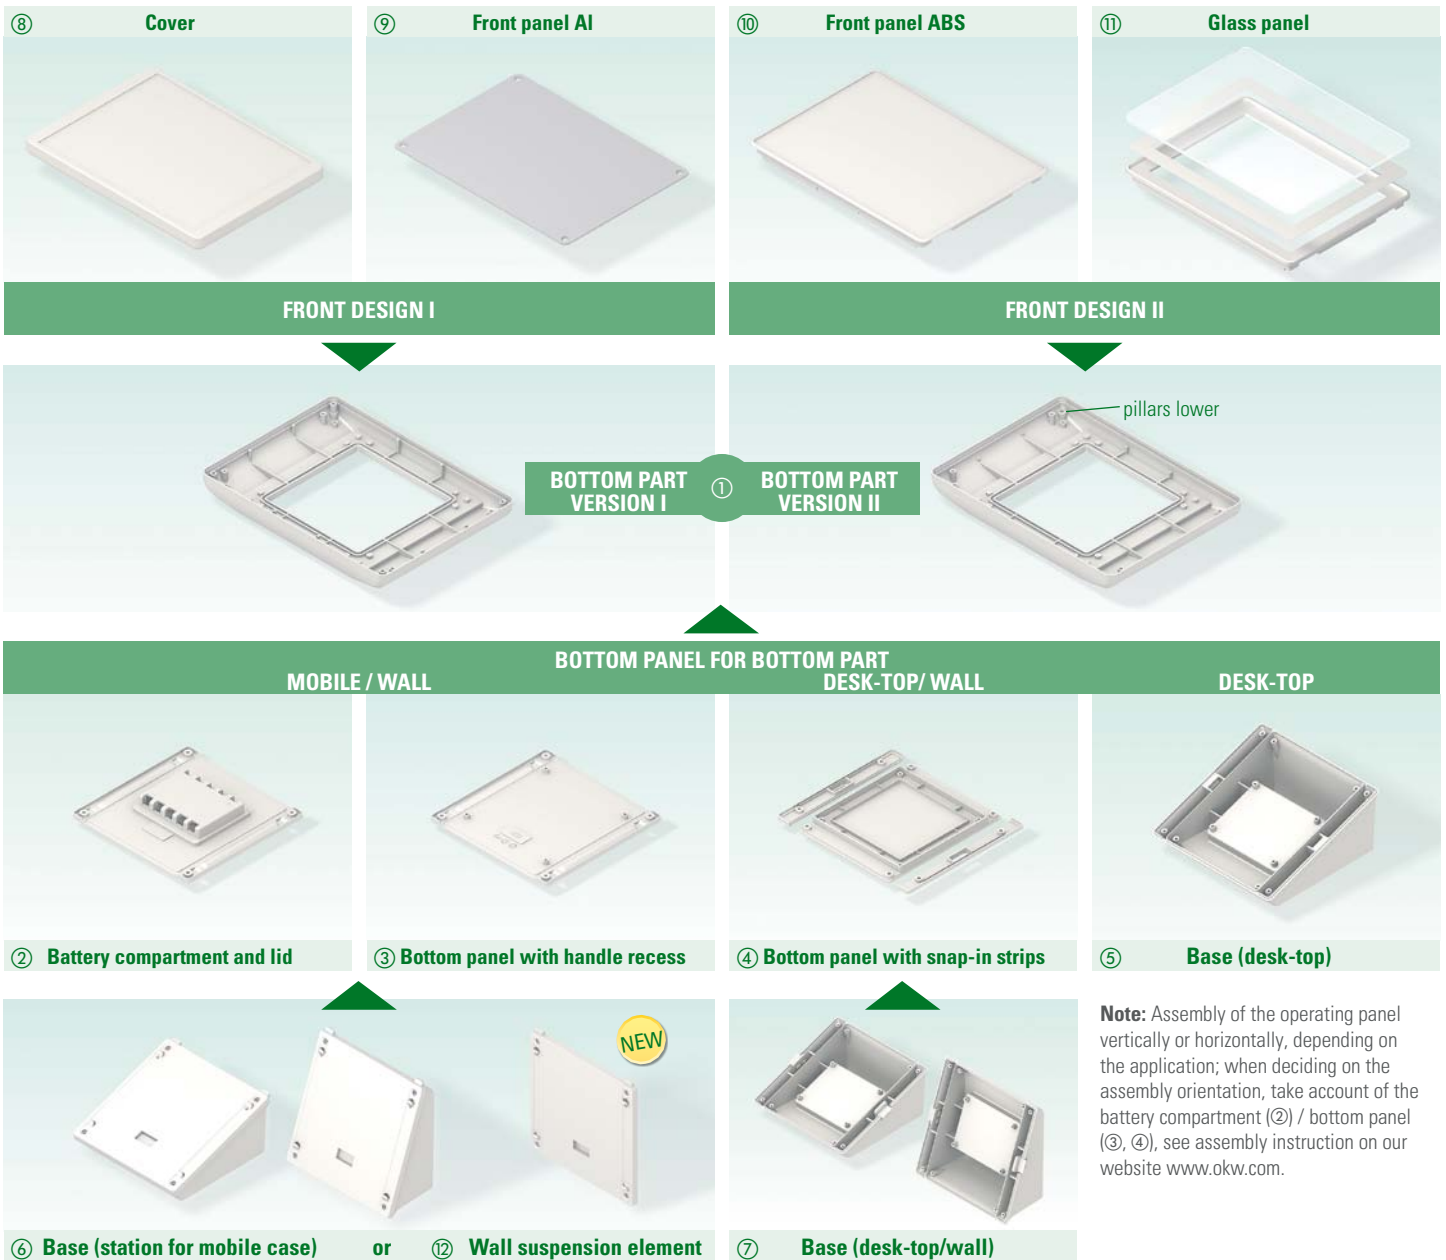 ⑧ Cover
⑨ Front panel Al
⑩ Front panel ABS
⑪ Glass panel
FRONT DESIGN I
FRONT DESIGN II
pillars lower
BOTTOM PART
VERSION I
①
BOTTOM PART
VERSION II
BOTTOM PANEL FOR BOTTOM PART
MOBILE / WALL
DESK-TOP/ WALL
DESK-TOP
② Battery compartment and lid
③ Bottom panel with handle recess
④ Bottom panel with snap-in strips
⑤ Base (desk-top)
NEW
Note: Assembly of the operating panel
vertically or horizontally, depending on
the application; when deciding on the
assembly orientation, take account of the
battery compartment (②) / bottom panel
(③, ④), see assembly instruction on our
website www.okw.com.
⑥ Base (station for mobile case) or ⑫ Wall suspension element
⑦ Base (desk-top/wall)